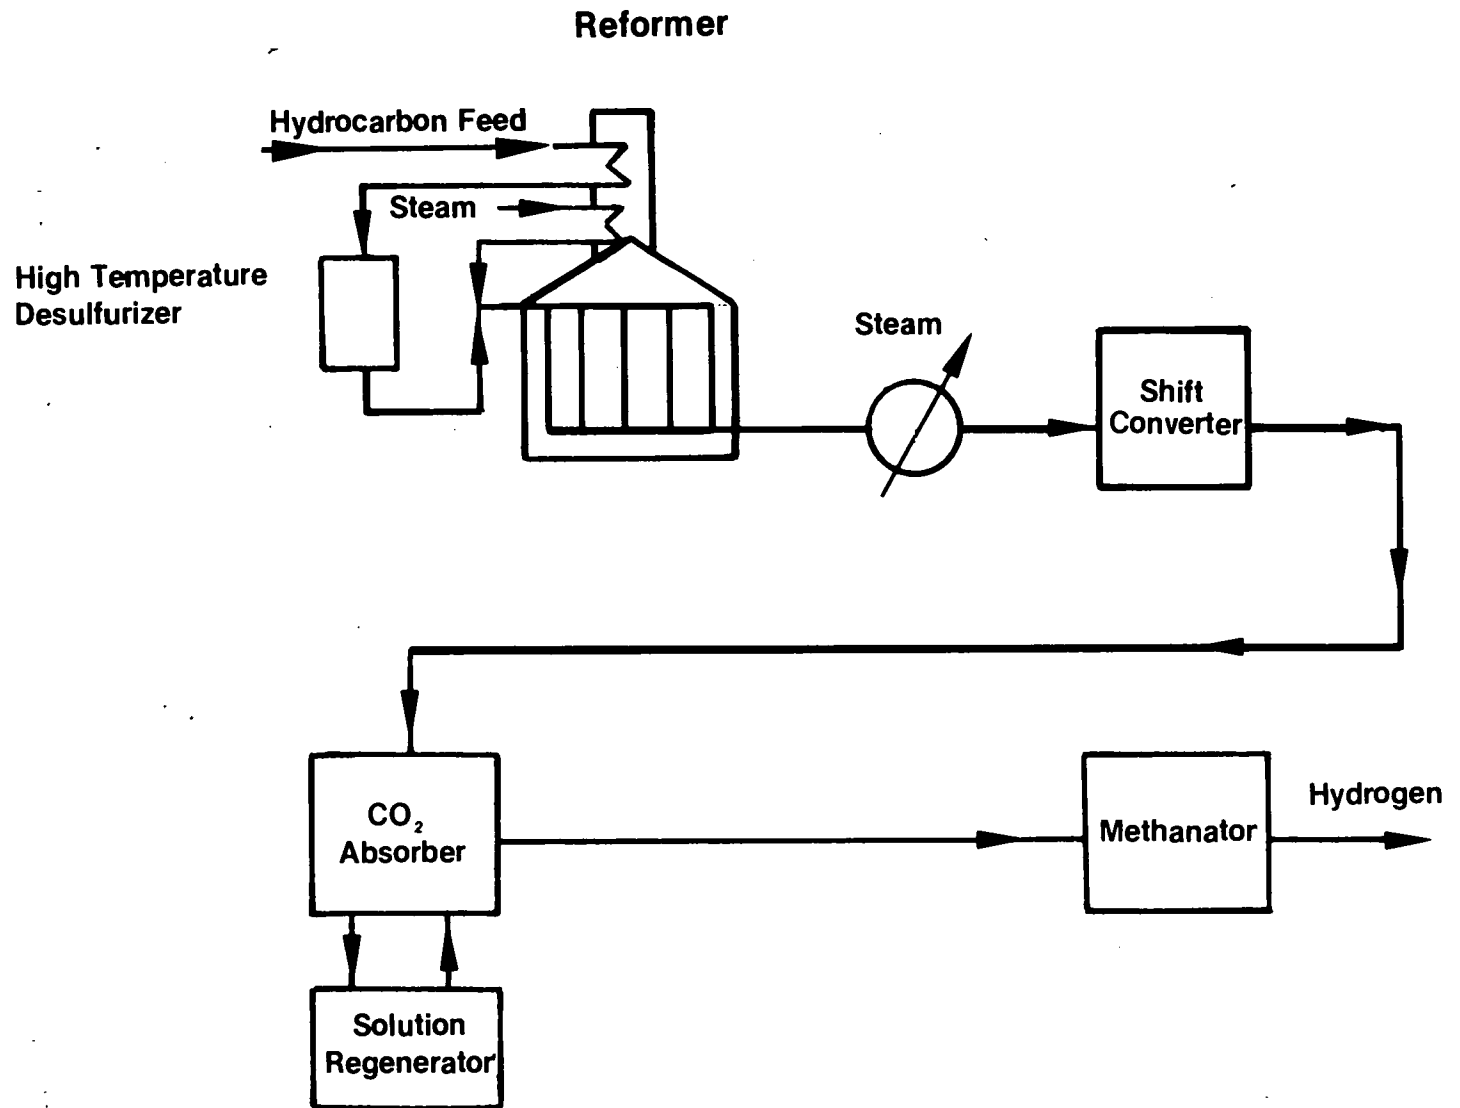 Reformer
Hydrocarbon Feed
Steam
High Temperature
Desulfurizer
Steam
Shift
Converter
CO₂
Absorber
Methanator
Hydrogen
Solution
Regenerator